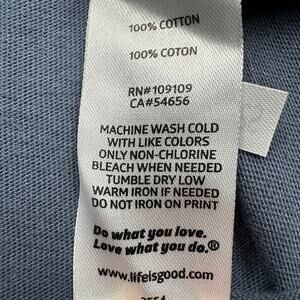 100% COTTON
100% COTON
RN#109109
CA#54656
MACHINE WASH COLD
WITH LIKE COLORS
ONLY NON-CHLORINE
BLEACH WHEN NEEDED
TUMBLE DRY LOW
WARM IRON IF NEEDED
DO NOT IRON ON PRINT
Do what you love.
Love what you do.®
www.lifeisgood.com